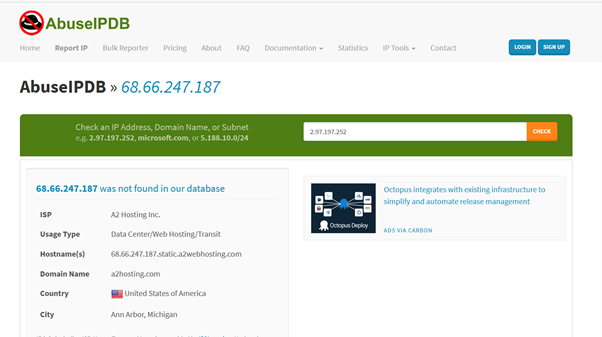 AbuseIPDB
Home Report IP Bulk Reporter Pricing About FAQ Documentation Statistics IP Tools Contact LOGIN SIGN UP
AbuseIPDB » 68.66.247.187
Check an IP Address, Domain Name, or Subnet
e.g. 2.97.197.252, microsoft.com, or 5.188.10.0/24
2.97.197.252 CHECK
68.66.247.187 was not found in our database
ISP A2 Hosting Inc.
Usage Type Data Center/Web Hosting/Transit
Hostname(s) 68.66.247.187.static.a2webhosting.com
Domain Name a2hosting.com
Country United States of America
City Ann Arbor, Michigan
Octopus Deploy
Octopus integrates with existing infrastructure to
simplify and automate release management
ADS VIA CARBON